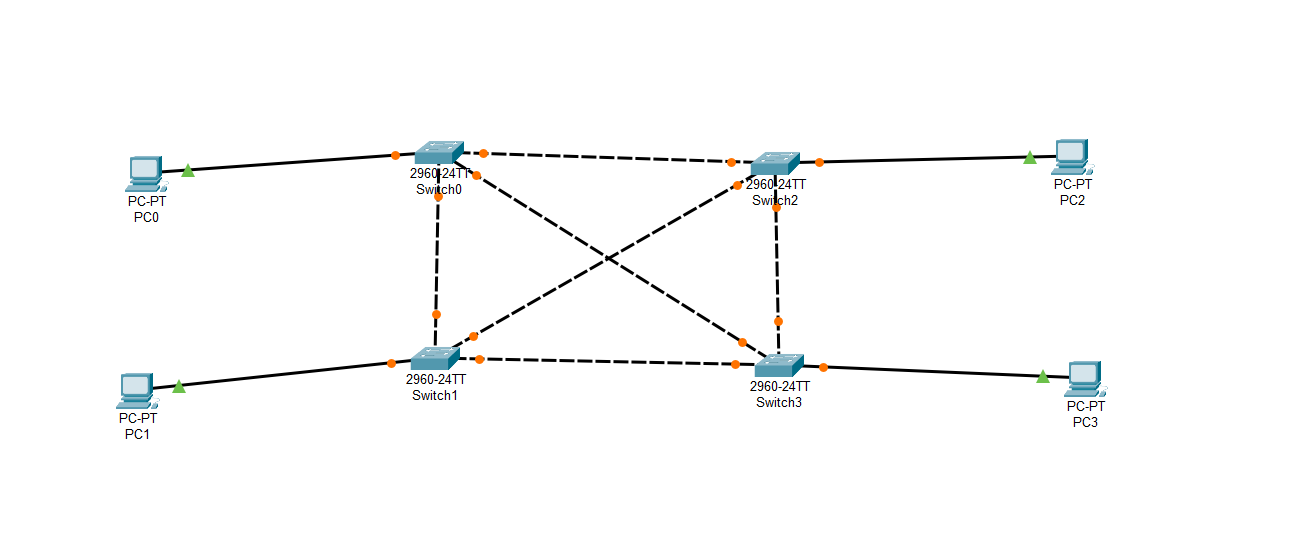 PC-PT
PC0
2960-24TT
Switch0
2960-24TT
Switch2
PC-PT
PC2
PC-PT
PC1
2960-24TT
Switch1
2960-24TT
Switch3
PC-PT
PC3